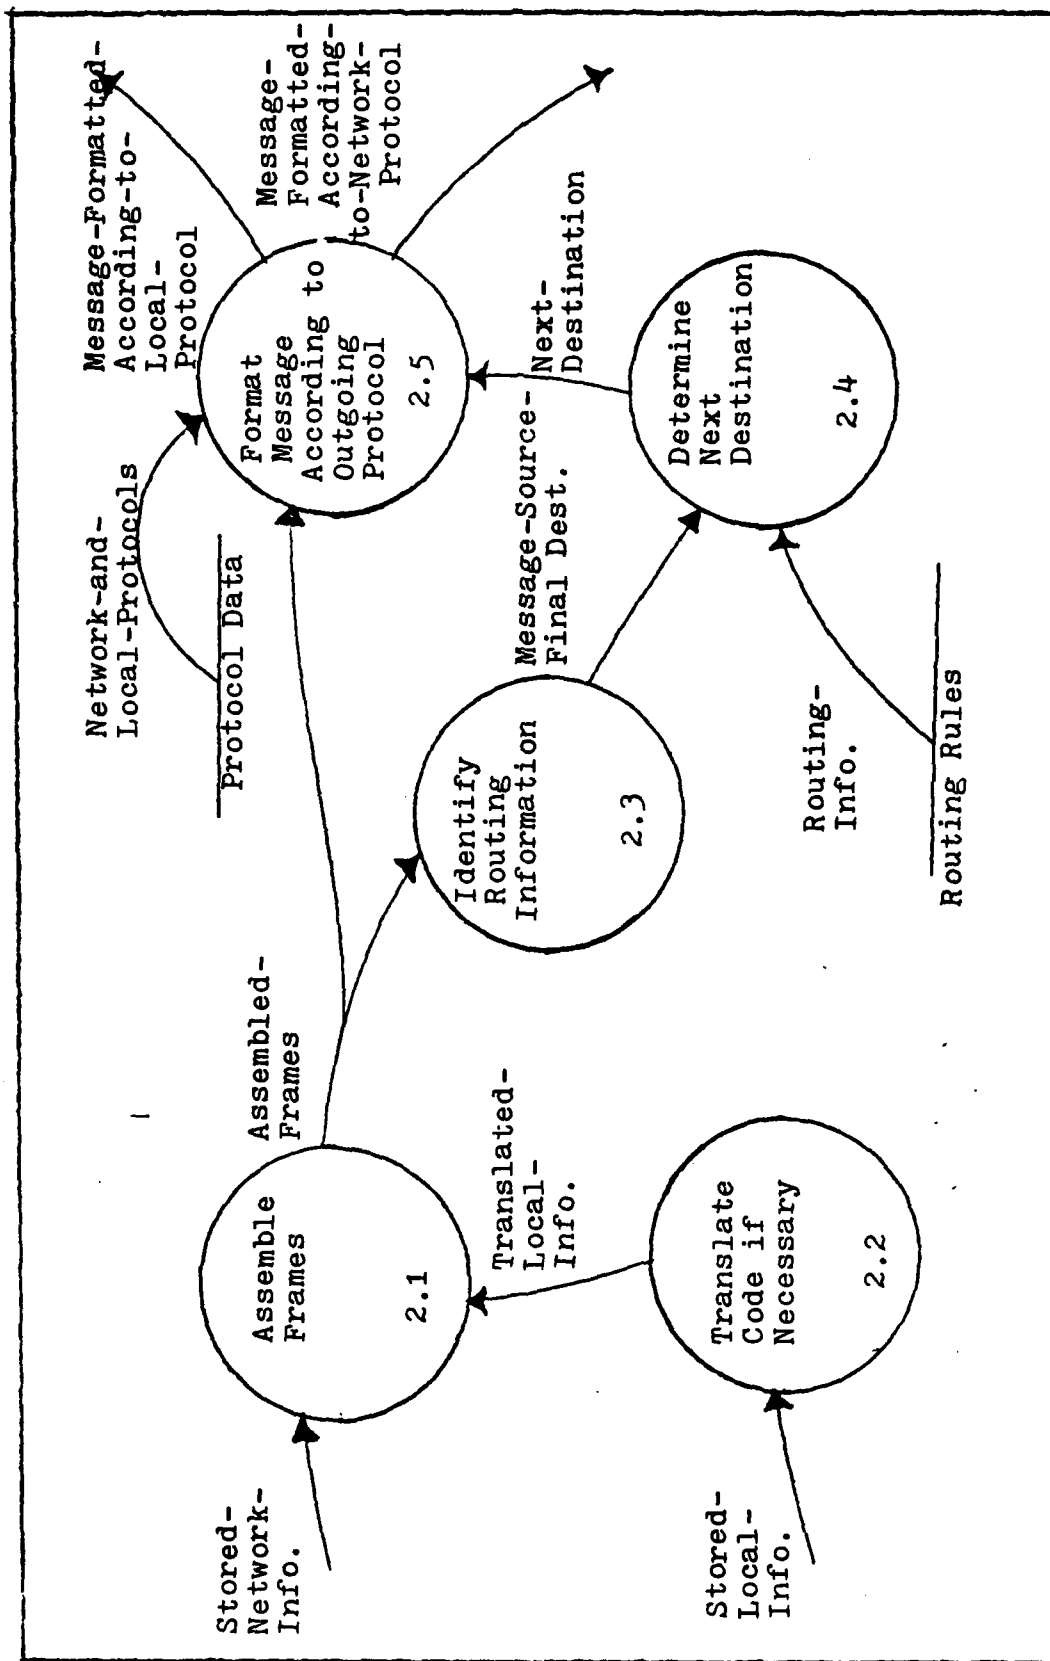 Stored-
Network-
Info.
Assemble
Frames
2.1
Assembled-
Frames
Network-and-
Local-Protocols
Protocol Data
Format
Message
According to
Outgoing
Protocol
2.5
Message-Formatted-
According-to-
Local-
Protocol
Message-
Formatted-
According-
to-Network-
Protocol
Translated-
Local-
Info.
Identify
Routing
Information
2.3
Message-Source-
Final Dest.
Next-
Destination
Stored-
Local-
Info.
Translate
Code if
Necessary
2.2
Routing-
Info.
Routing Rules
Determine
Next
Destination
2.4